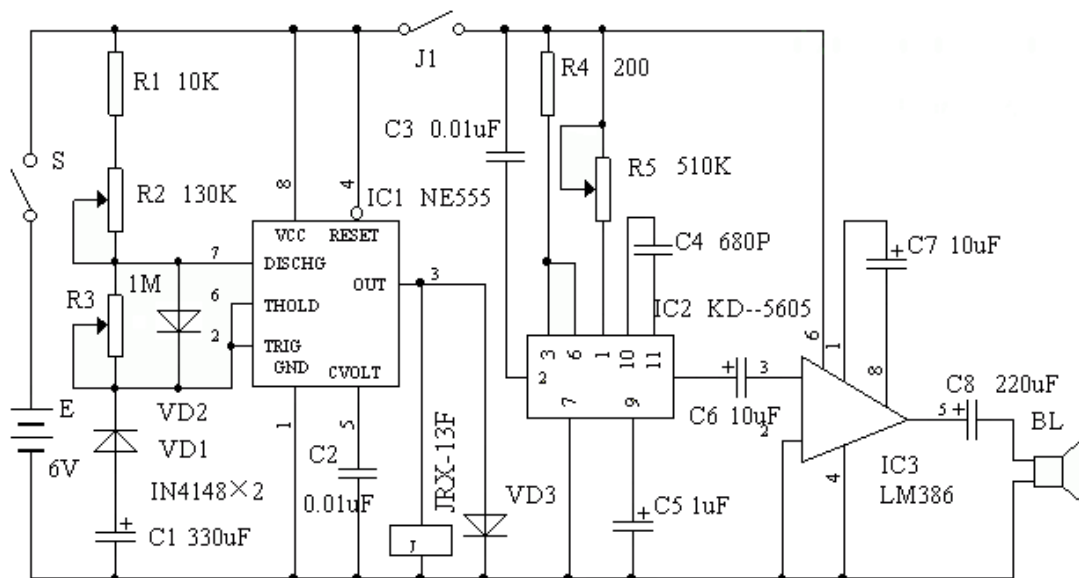 J1
R1 10K
R4
200
C3 0.01uF
S
R2 130K
8
4
IC1 NE555
R5 510K
C4 680P
C7 10uF
VCC
RESET
7
DISCHG
1M
R3
6
THOLD
OUT
3
2
TRIG
GND
CVOLT
IC2 KD--5605
3
6
1
10
11
2
7
9
6
1
8
3
C6 10uF
2
C8 220uF
5
BL
E
6V
VD2
VD1
IN4148×2
1
5
C2
0.01uF
JRX-13F
VD3
C5 1uF
4
IC3
LM386
C1 330uF
J
+
+
+
+
+